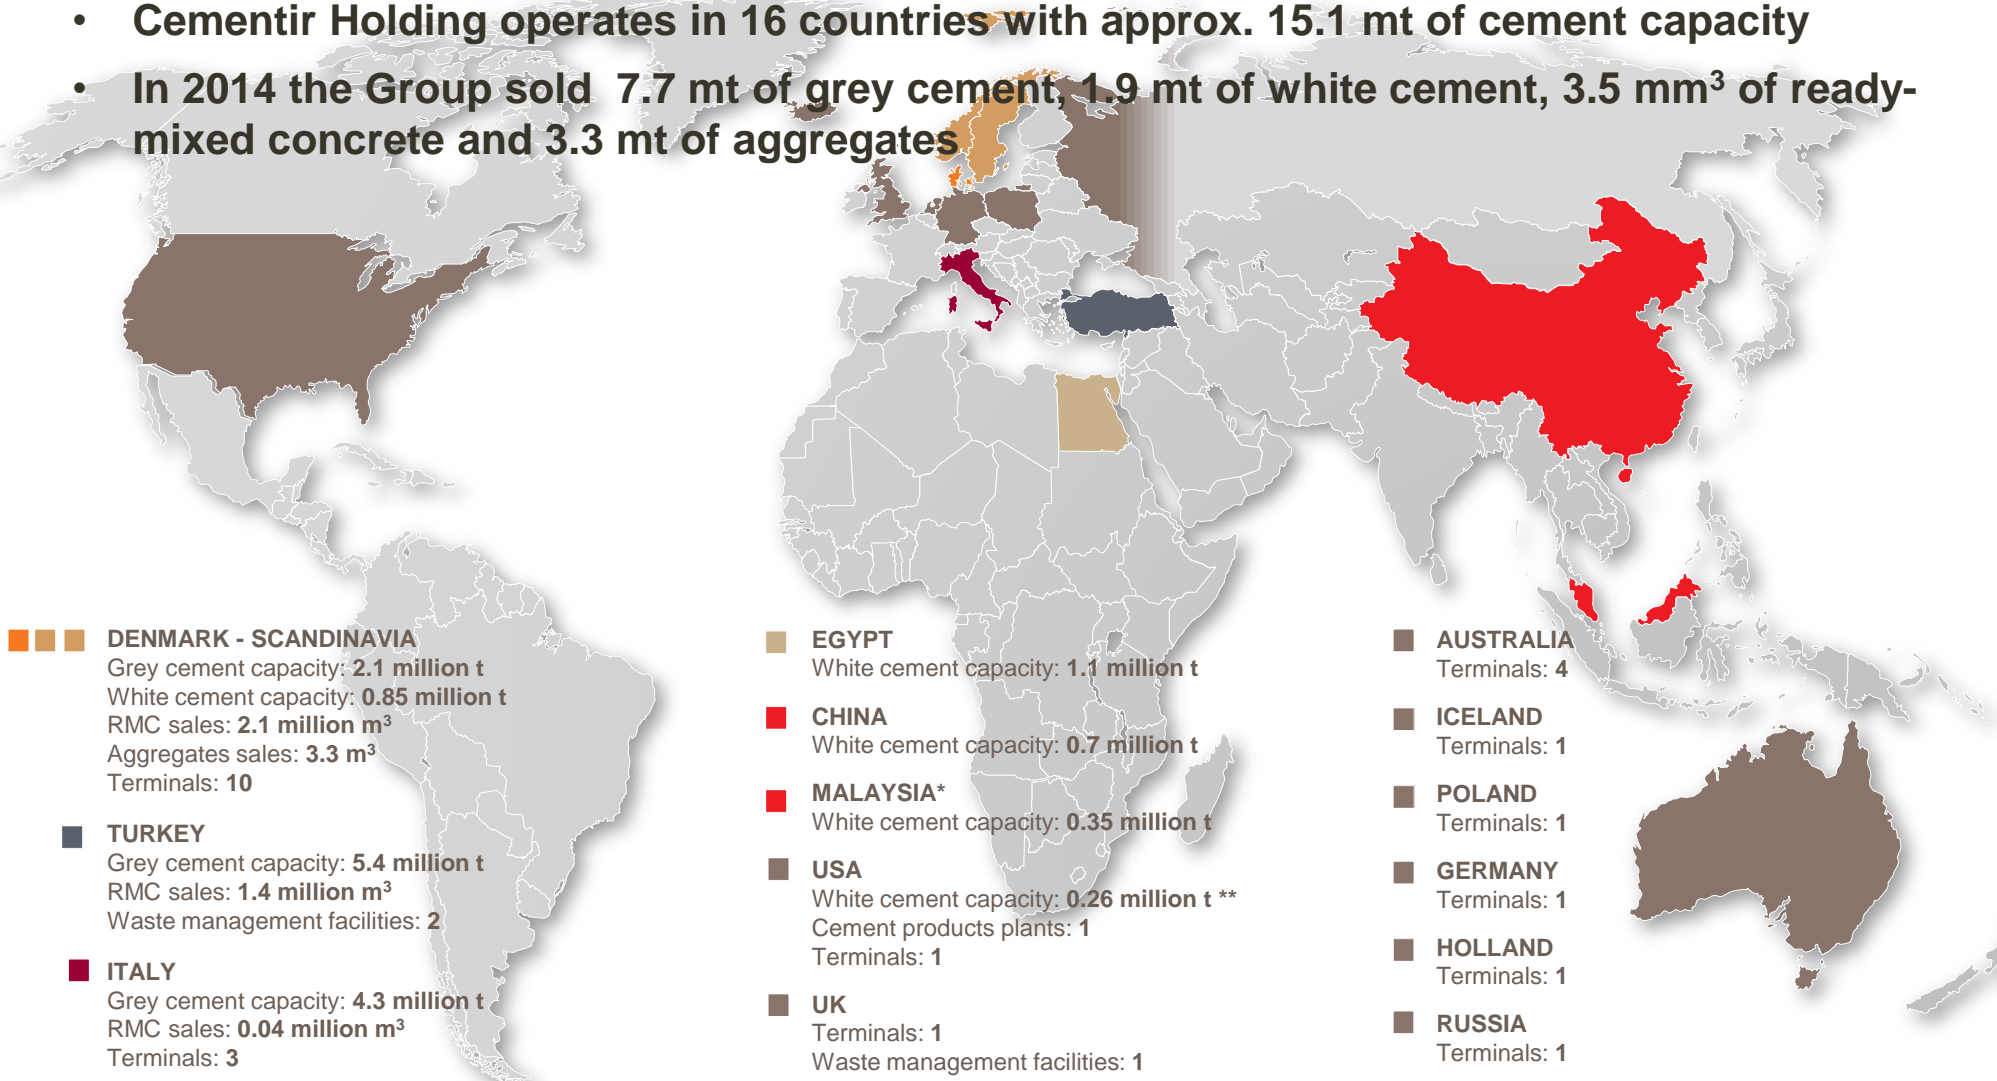 • Cementir Holding operates in 16 countries with approx. 15.1 mt of cement capacity
• In 2014 the Group sold 7.7 mt of grey cement, 1.9 mt of white cement, 3.5 mm³ of ready-
mixed concrete and 3.3 mt of aggregates
DENMARK - SCANDINAVIA
Grey cement capacity: 2.1 million t
White cement capacity: 0.85 million t
RMC sales: 2.1 million m³
Aggregates sales: 3.3 m³
Terminals: 10
TURKEY
Grey cement capacity: 5.4 million t
RMC sales: 1.4 million m³
Waste management facilities: 2
ITALY
Grey cement capacity: 4.3 million t
RMC sales: 0.04 million m³
Terminals: 3
EGYPT
White cement capacity: 1.1 million t
CHINA
White cement capacity: 0.7 million t
MALAYSIA*
White cement capacity: 0.35 million t
USA
White cement capacity: 0.26 million t **
Cement products plants: 1
Terminals: 1
UK
Terminals: 1
Waste management facilities: 1
AUSTRALIA
Terminals: 4
ICELAND
Terminals: 1
POLAND
Terminals: 1
GERMANY
Terminals: 1
HOLLAND
Terminals: 1
RUSSIA
Terminals: 1